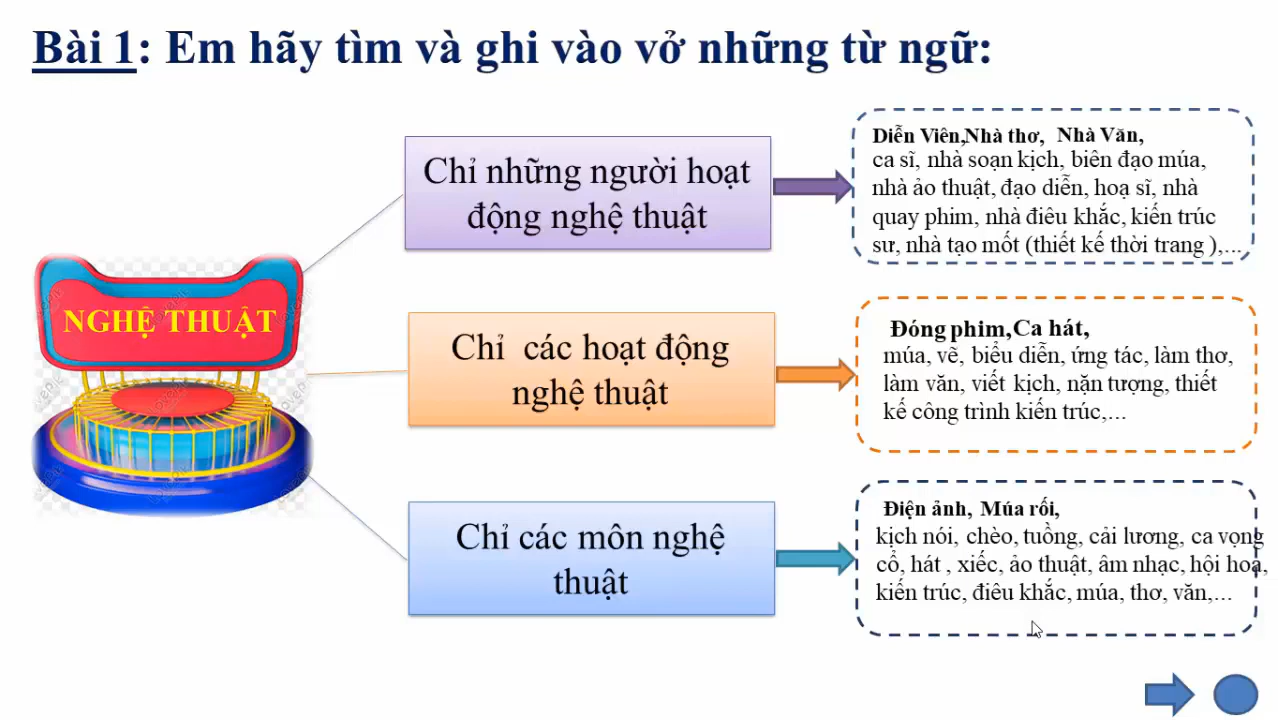 Bài 1: Em hãy tìm và ghi vào vở những từ ngữ:
NGHỆ THUẬT
Chỉ những người hoạt
động nghệ thuật
Diễn Viên,Nhà thơ, Nhà Văn,
ca sĩ, nhà soạn kịch, biên đạo múa,
nhà ảo thuật, đạo diễn, hoạ sĩ, nhà
quay phim, nhà điêu khắc, kiến trúc
sư, nhà tạo mốt (thiết kế thời trang ),...
Chỉ các hoạt động
nghệ thuật
Đóng phim, Ca hát,
múa, vẽ, biểu diễn, ứng tác, làm thơ,
làm văn, viết kịch, nặn tượng, thiết
kế công trình kiến trúc,...
Chỉ các môn nghệ
thuật
Điện ảnh, Múa rối,
kịch nói, chèo, tuồng, cải lương, ca vọng
cổ, hát , xiếc, ảo thuật, âm nhạc, hội hoạ,
kiến trúc, điêu khắc, múa, thơ, văn,...